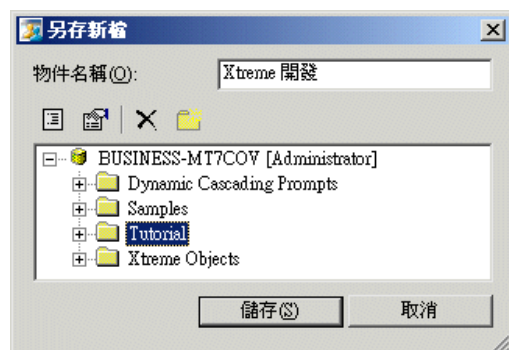 另存新檔
物件名稱(O):
Xtreme 開發
BUSINESS-MT7COV [Administrator]
Dynamic Cascading Prompts
Samples
Tutorial
Xtreme Objects
儲存(S)
取消